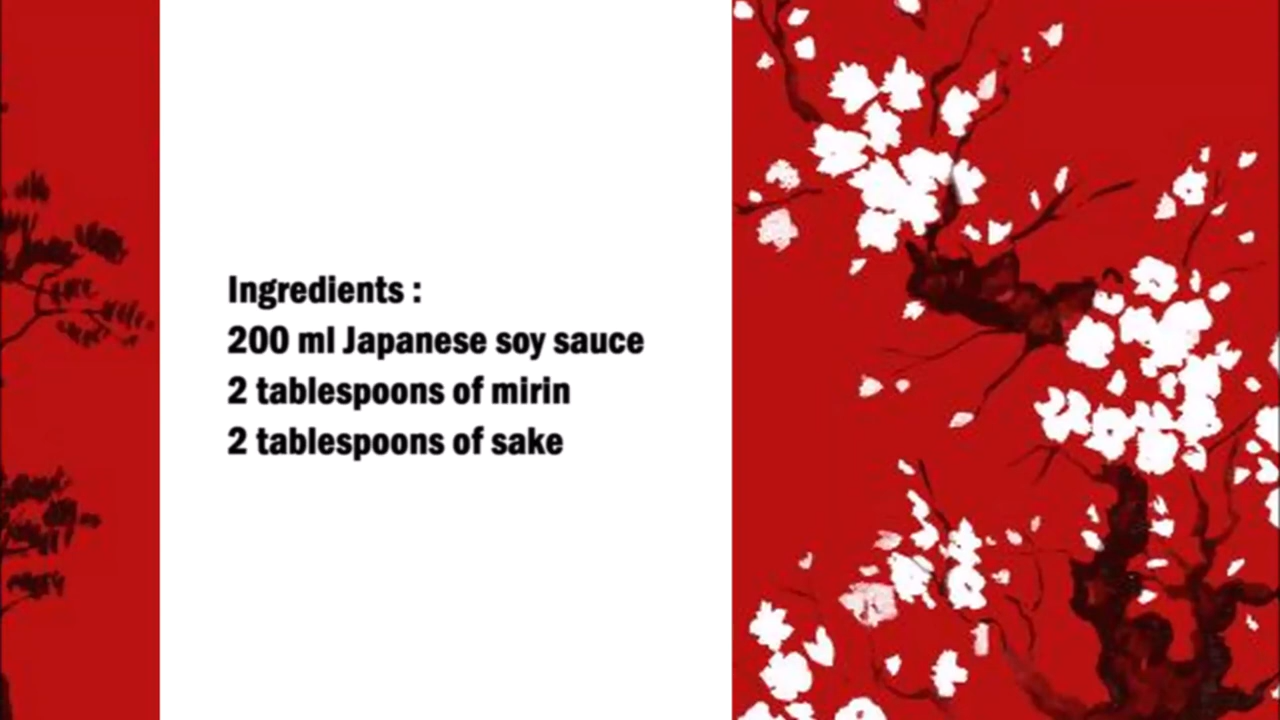 Ingredients :
200 ml Japanese soy sauce
2 tablespoons of mirin
2 tablespoons of sake